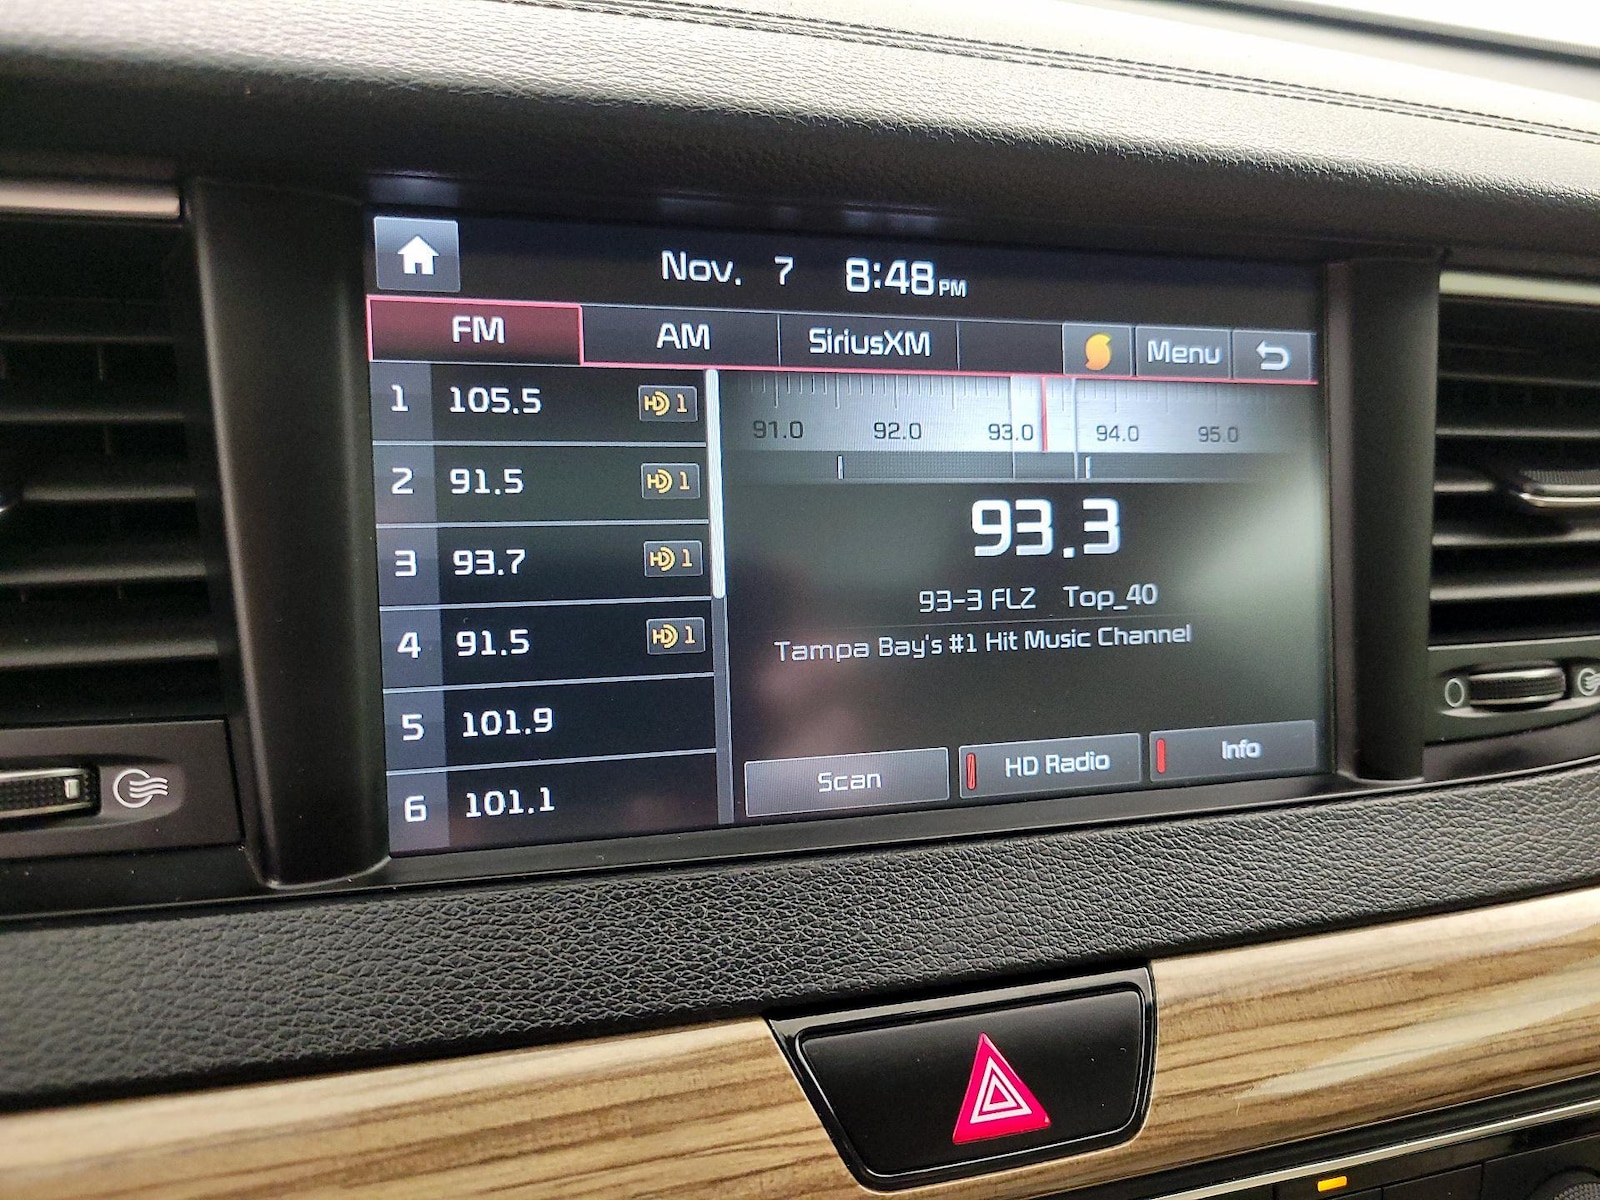 Nov. 7 8:48 PM
FM AM SiriusXM Menu
1 105.5 HD 1
2 91.5 HD 1
3 93.7 HD 1
4 91.5 HD 1
5 101.9
6 101.1
91.0 92.0 93.0 94.0 95.0
93.3
93-3 FLZ Top_40
Tampa Bay's #1 Hit Music Channel
Scan HD Radio Info